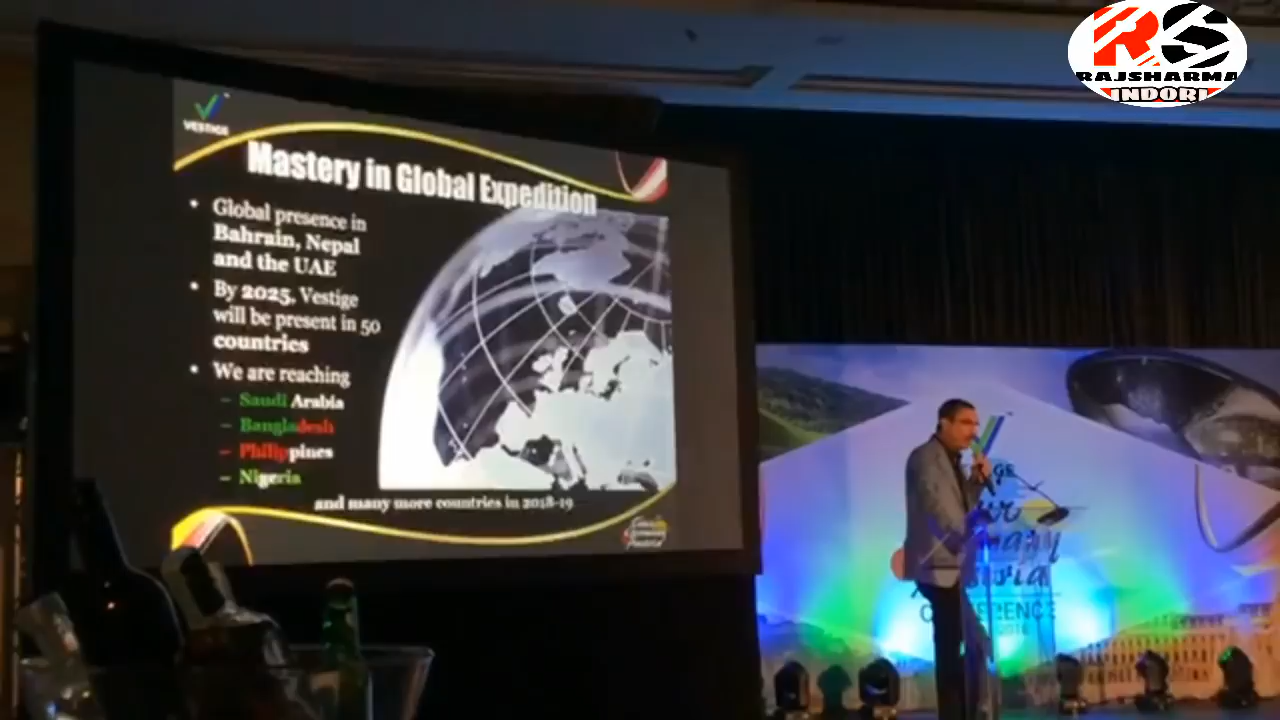 RS
RAJSHARMA
INDORI
VESTIGE
Mastery in Global Expedition
• Global presence in
Bahrain, Nepal
and the UAE
• By 2025, Vestige
will be present in 50
countries
• We are reaching
– Saudi Arabia
– Bangladesh
– Philippines
– Nigeria
and many more countries in 2018-19